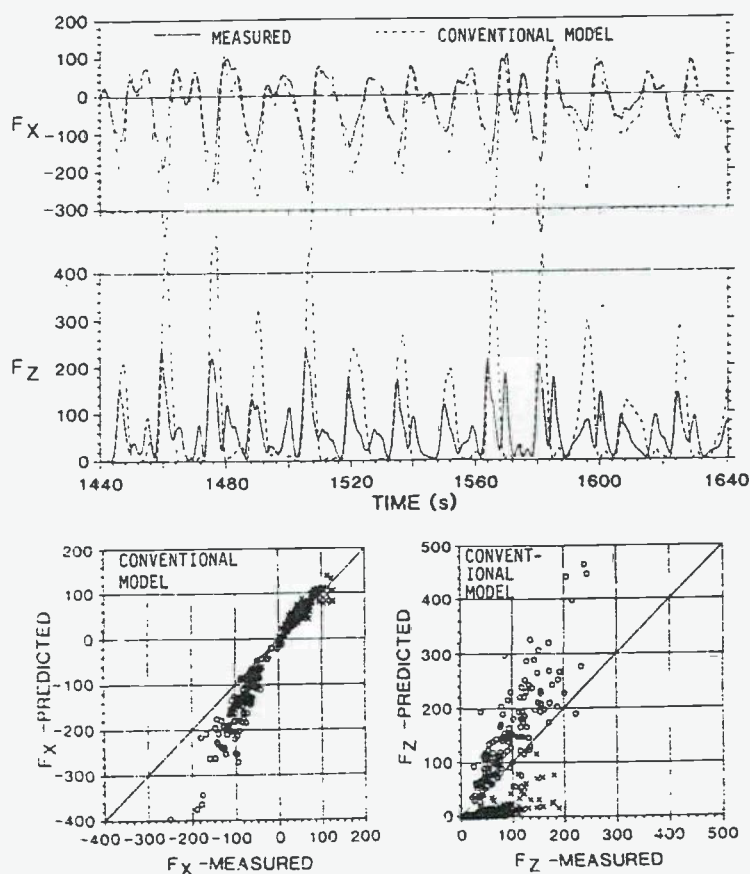 MEASURED CONVENTIONAL MODEL
200
100
0
-100
-200
-300
FX
400
300
200
100
0
FZ
1440 1480 1520 1560 1600 1640
TIME (s)
CONVENTIONAL
MODEL
200
100
0
-100
-200
-300
-400
FX -PREDICTED
-400 -300 -200 -100 0 100 200
FX -MEASURED
CONVENT-
IONAL
MODEL
500
400
300
200
100
0
FZ -PREDICTED
0 100 200 300 400 500
FZ -MEASURED